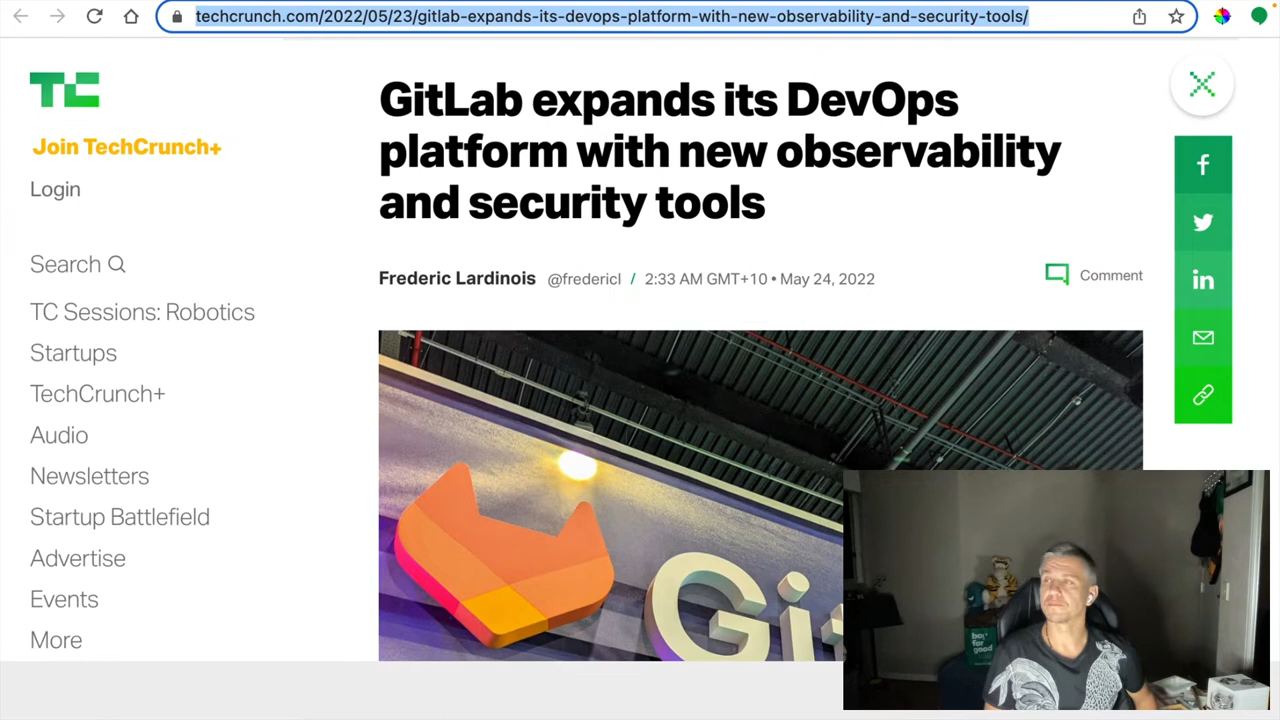 techcrunch.com/2022/05/23/gitlab-expands-its-devops-platform-with-new-observability-and-security-tools/
TC
Join TechCrunch+
Login
Search
TC Sessions: Robotics
Startups
TechCrunch+
Audio
Newsletters
Startup Battlefield
Advertise
Events
More
GitLab expands its DevOps
platform with new observability
and security tools
Frederic Lardinois @fredericl / 2:33 AM GMT+10 • May 24, 2022
Comment
Git
for
good